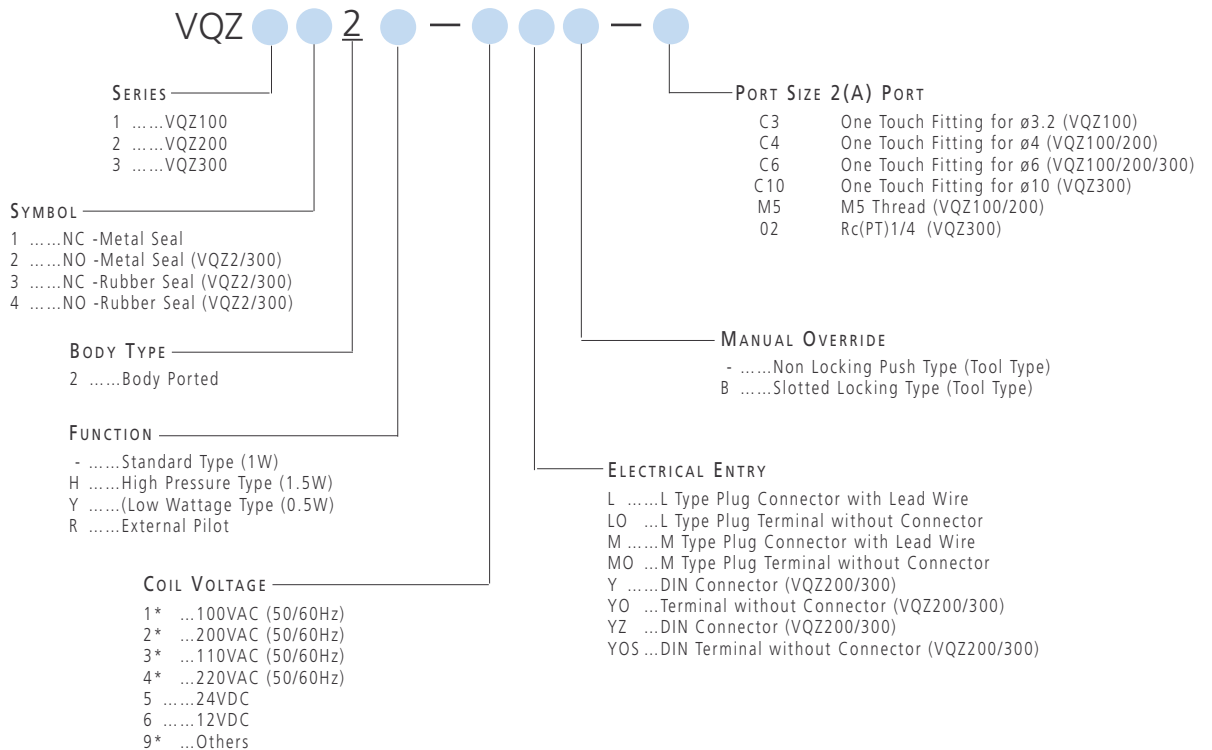 VQZ 2 — —
SERIES
1 ......VQZ100
2 ......VQZ200
3 ......VQZ300
SYMBOL
1 ......NC -Metal Seal
2 ......NO -Metal Seal (VQZ2/300)
3 ......NC -Rubber Seal (VQZ2/300)
4 ......NO -Rubber Seal (VQZ2/300)
BODY TYPE
2 ......Body Ported
FUNCTION
- ......Standard Type (1W)
H ......High Pressure Type (1.5W)
Y ......(Low Wattage Type (0.5W)
R ......External Pilot
COIL VOLTAGE
1* ...100VAC (50/60Hz)
2* ...200VAC (50/60Hz)
3* ...110VAC (50/60Hz)
4* ...220VAC (50/60Hz)
5 ......24VDC
6 ......12VDC
9* ...Others
PORT SIZE 2(A) PORT
C3 One Touch Fitting for ø3.2 (VQZ100)
C4 One Touch Fitting for ø4 (VQZ100/200)
C6 One Touch Fitting for ø6 (VQZ100/200/300)
C10 One Touch Fitting for ø10 (VQZ300)
M5 M5 Thread (VQZ100/200)
02 Rc(PT)1/4 (VQZ300)
MANUAL OVERRIDE
- ......Non Locking Push Type (Tool Type)
B ......Slotted Locking Type (Tool Type)
ELECTRICAL ENTRY
L ......L Type Plug Connector with Lead Wire
LO ...L Type Plug Terminal without Connector
M ......M Type Plug Connector with Lead Wire
MO ...M Type Plug Terminal without Connector
Y ......DIN Connector (VQZ200/300)
YO ...Terminal without Connector (VQZ200/300)
YZ ...DIN Connector (VQZ200/300)
YOS ...DIN Terminal without Connector (VQZ200/300)